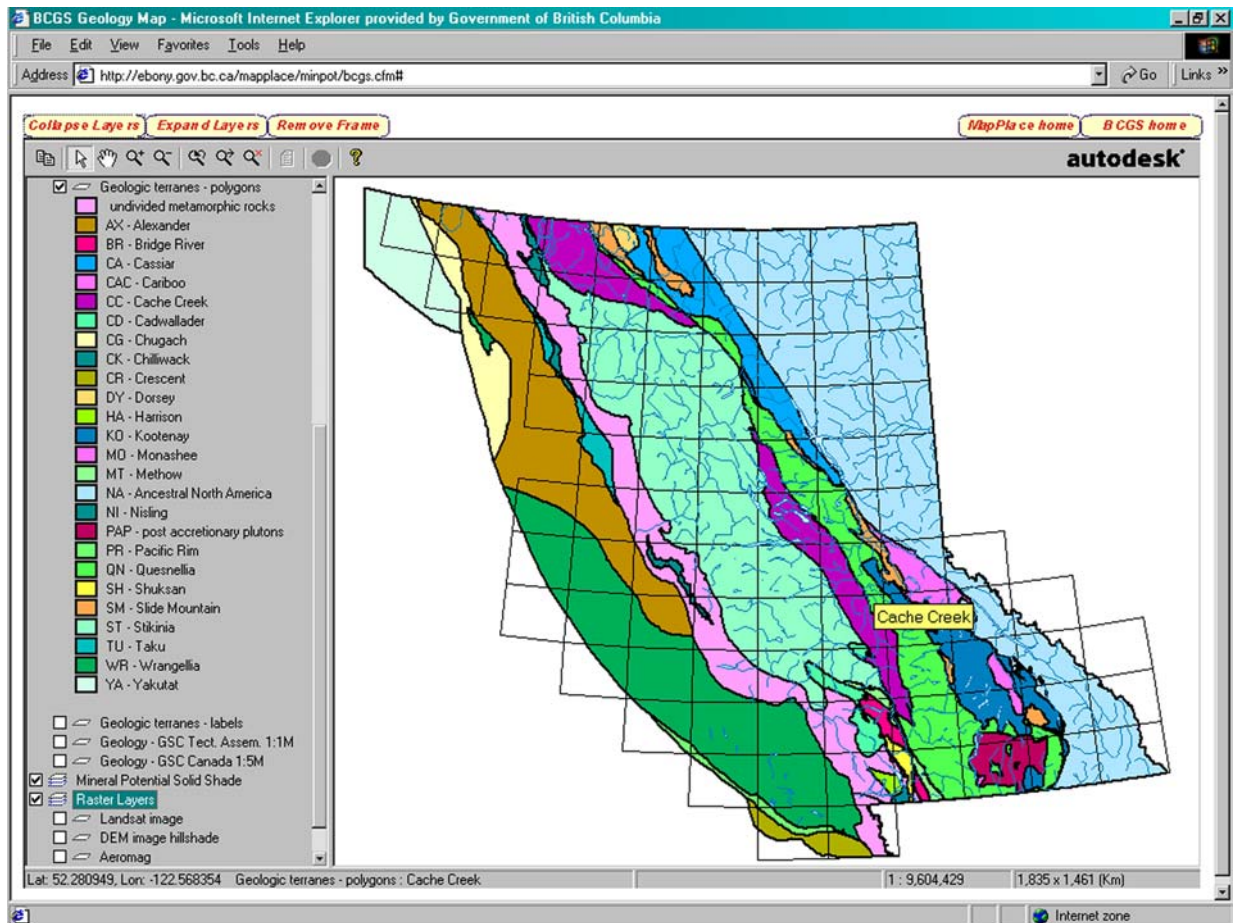 BCGS Geology Map - Microsoft Internet Explorer provided by Government of British Columbia
File Edit View Favorites Tools Help
Address http://ebony.gov.bc.ca/mapplace/minpot/bcgs.cfm# Go Links »
Collapse Layers Expand Layers Remove Frame MapPlace home BCGS home
autodesk
Geologic terranes - polygons
undivided metamorphic rocks
AX - Alexander
BR - Bridge River
CA - Cassiar
CAC - Cariboo
CC - Cache Creek
CD - Cadwallader
CG - Chugach
CK - Chilliwack
CR - Crescent
DY - Dorsey
HA - Harrison
KO - Kootenay
MO - Monashee
MT - Methow
NA - Ancestral North America
NI - Nisling
PAP - post accretionary plutons
PR - Pacific Rim
QN - Quesnellia
SH - Shuksan
SM - Slide Mountain
ST - Stikinia
TU - Taku
WR - Wrangellia
YA - Yakutat
Geologic terranes - labels
Geology - GSC Tect. Assem. 1:1M
Geology - GSC Canada 1:5M
Mineral Potential Solid Shade
Raster Layers
Landsat image
DEM image hillshade
Aeromag
Cache Creek
Lat: 52.280949, Lon: -122.568354 Geologic terranes - polygons : Cache Creek 1 : 9,604,429 1,835 x 1,461 (Km)
Internet zone